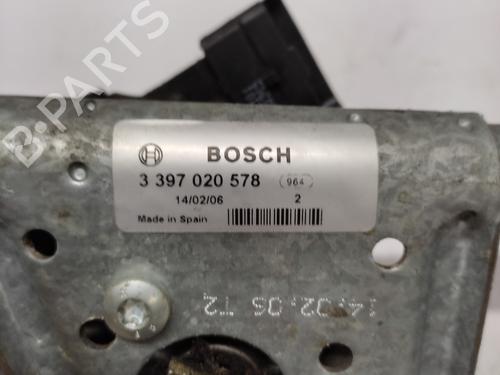 B-PARTS
BOSCH
3 397 020 578 964
14/02/06 2
Made in Spain
14.02.06 T2